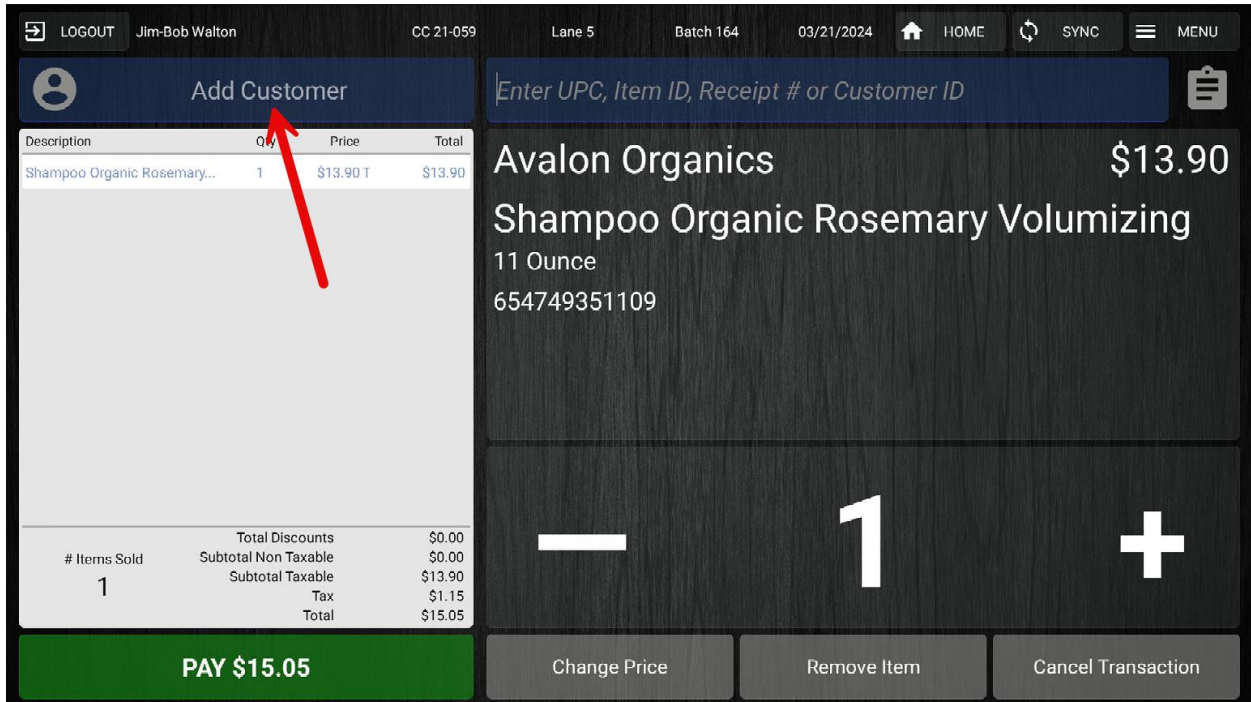 LOGOUT Jim-Bob Walton CC 21-059 Lane 5 Batch 164 03/21/2024 HOME SYNC MENU
Add Customer
Enter UPC, Item ID, Receipt # or Customer ID
Description Qty Price Total
Shampoo Organic Rosemary... 1 $13.90 T $13.90
Avalon Organics $13.90
Shampoo Organic Rosemary Volumizing
11 Ounce
654749351109
# Items Sold
1
Total Discounts $0.00
Subtotal Non Taxable $0.00
Subtotal Taxable $13.90
Tax $1.15
Total $15.05
1
PAY $15.05
Change Price
Remove Item
Cancel Transaction